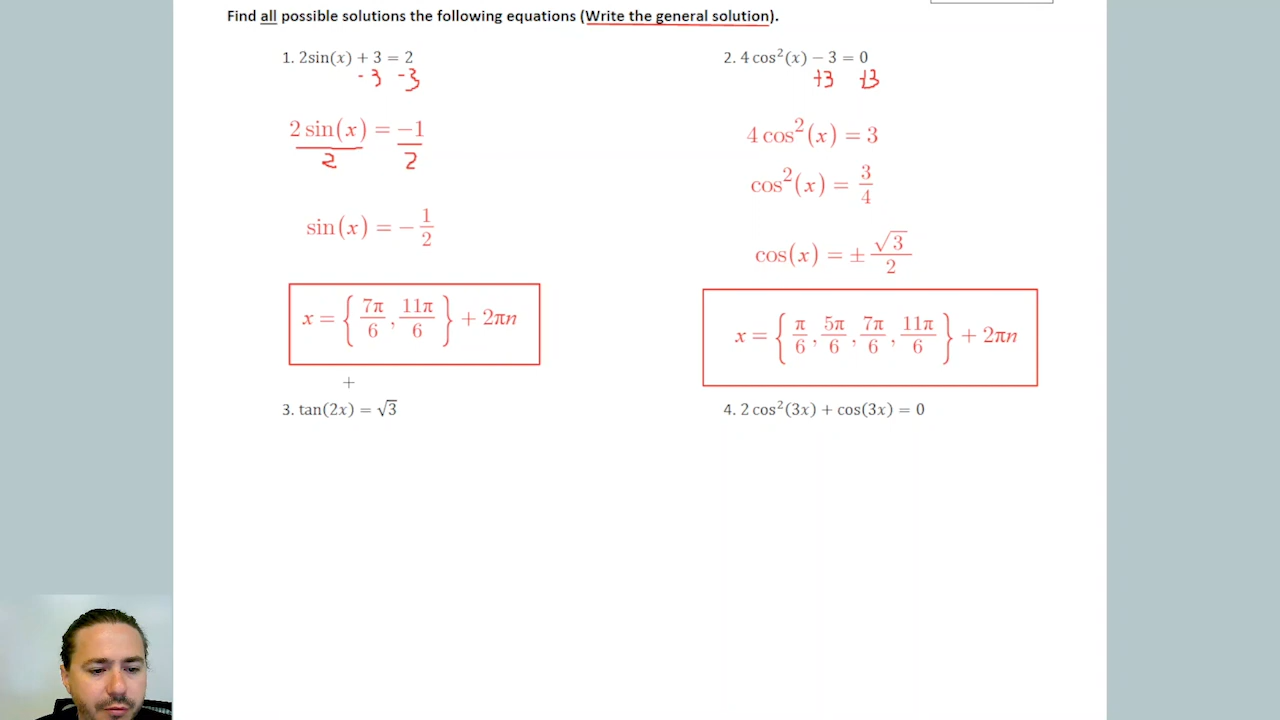 Find all possible solutions the following equations (Write the general solution).
1. 2sin(x) + 3 = 2
-3 -3
2 sin(x) = -1
2 2
sin(x) = -1/2
x = {7π/6, 11π/6} + 2πn
2. 4 cos²(x) − 3 = 0
+3 +3
4 cos²(x) = 3
cos²(x) = 3/4
cos(x) = ± √3/2
x = {π/6, 5π/6, 7π/6, 11π/6} + 2πn
3. tan(2x) = √3
4. 2 cos²(3x) + cos(3x) = 0